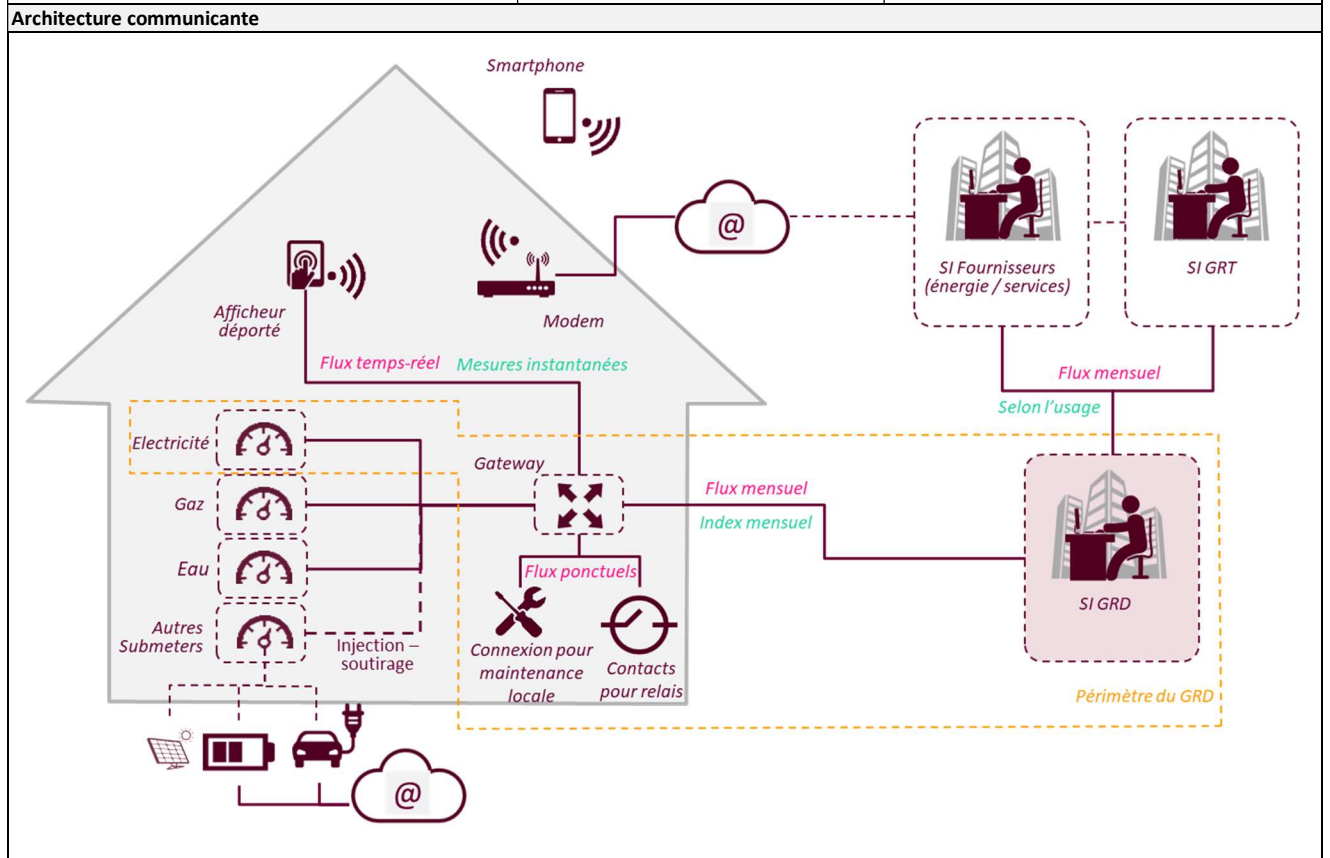 Architecture communicante
Smartphone
@
SI Fournisseurs
(énergie / services)
SI GRT
Afficheur
déporté
Modem
Flux temps-réel
Mesures instantanées
Flux mensuel
Selon l'usage
Electricité
Gateway
Gaz
Flux mensuel
Index mensuel
Eau
Flux ponctuels
SI GRD
Autres
Submeters
Injection –
soutirage
Connexion pour
maintenance
locale
Contacts
pour relais
Périmètre du GRD
@